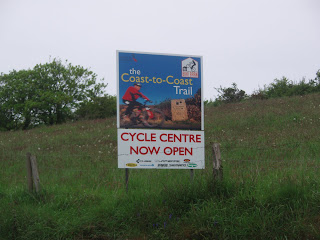 the
Coast-to-Coast
Trail
CYCLE CENTRE
NOW OPEN